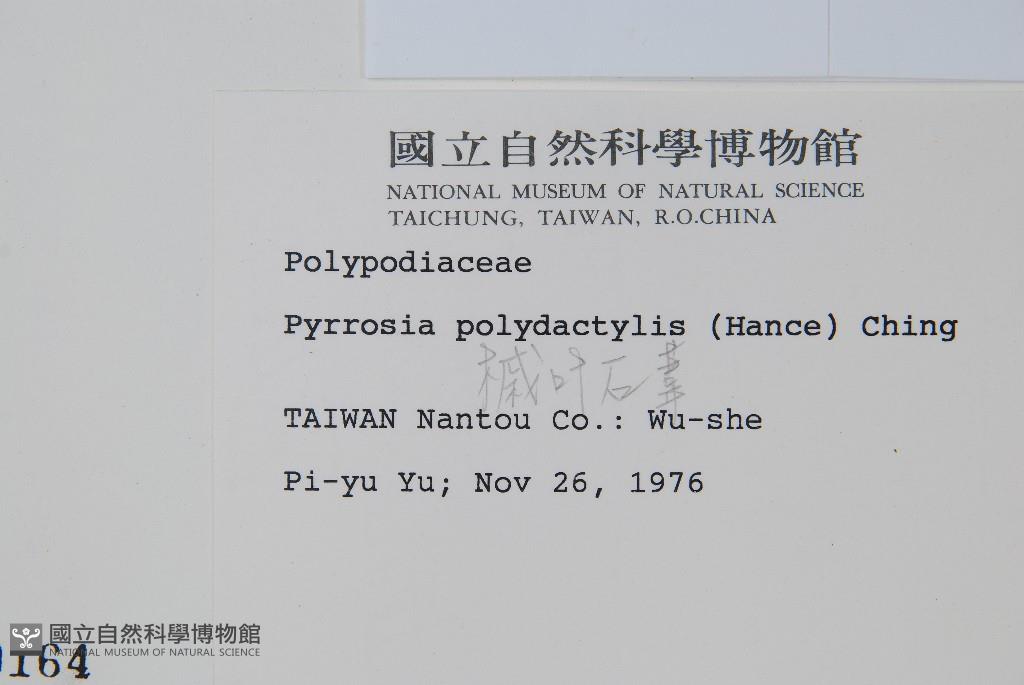 國立自然科學博物館
NATIONAL MUSEUM OF NATURAL SCIENCE
TAICHUNG, TAIWAN, R.O.CHINA
Polypodiaceae
Pyrrosia polydactylis (Hance) Ching
槭叶石葦
TAIWAN Nantou Co.: Wu-she
Pi-yu Yu; Nov 26, 1976
國立自然科學博物館
NATIONAL MUSEUM OF NATURAL SCIENCE
164